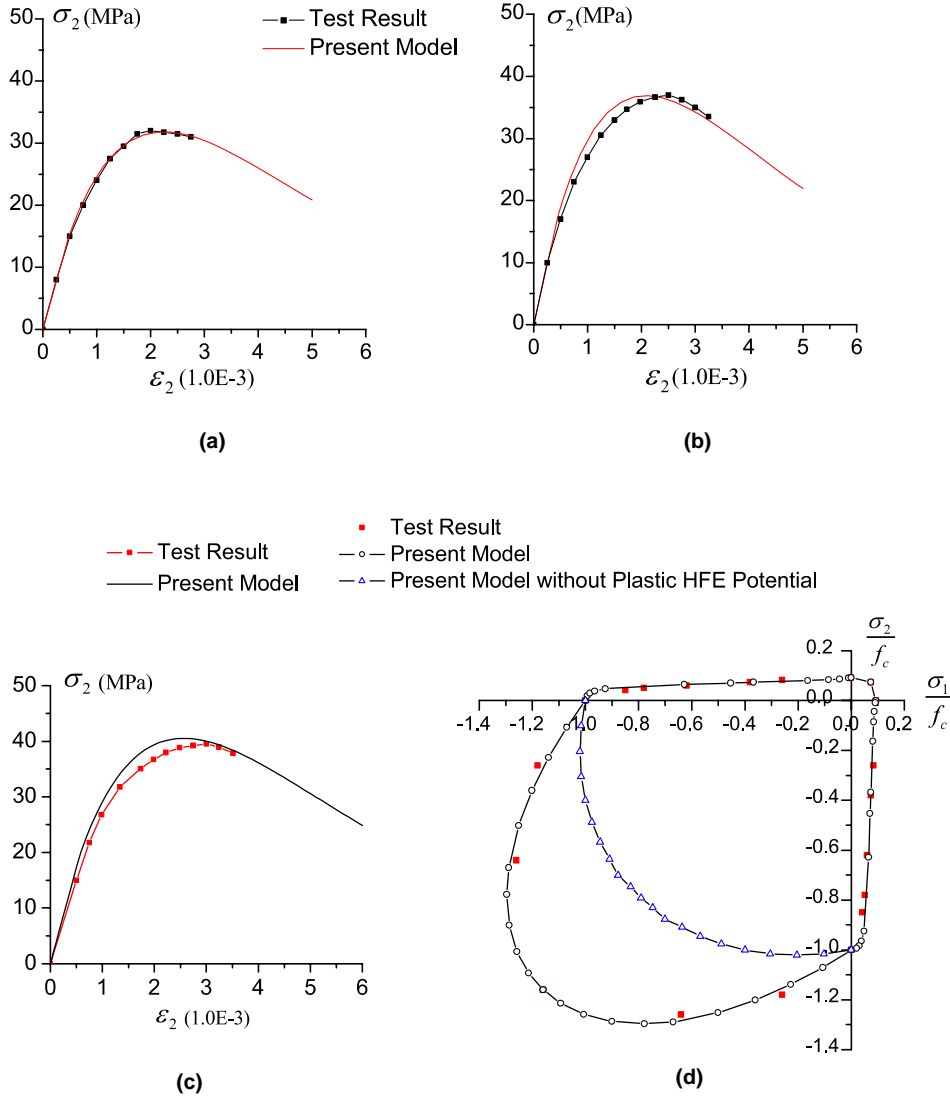 σ2 (MPa)
Test Result
Present Model
50
40
30
20
10
0
0 1 2 3 4 5 6
ε2 (1.0E-3)
(a)
σ2 (MPa)
50
40
30
20
10
0
0 1 2 3 4 5 6
ε2 (1.0E-3)
(b)
Test Result
Present Model
σ2 (MPa)
50
40
30
20
10
0
0 1 2 3 4 5 6
ε2 (1.0E-3)
(c)
Test Result
Present Model
Present Model without Plastic HFE Potential
σ2
fc
σ1
fc
0.2
0.0
-0.2
-0.4
-0.6
-0.8
-1.0
-1.2
-1.4
-1.4 -1.2 -1.0 -0.8 -0.6 -0.4 -0.2 0.0 0.2
(d)